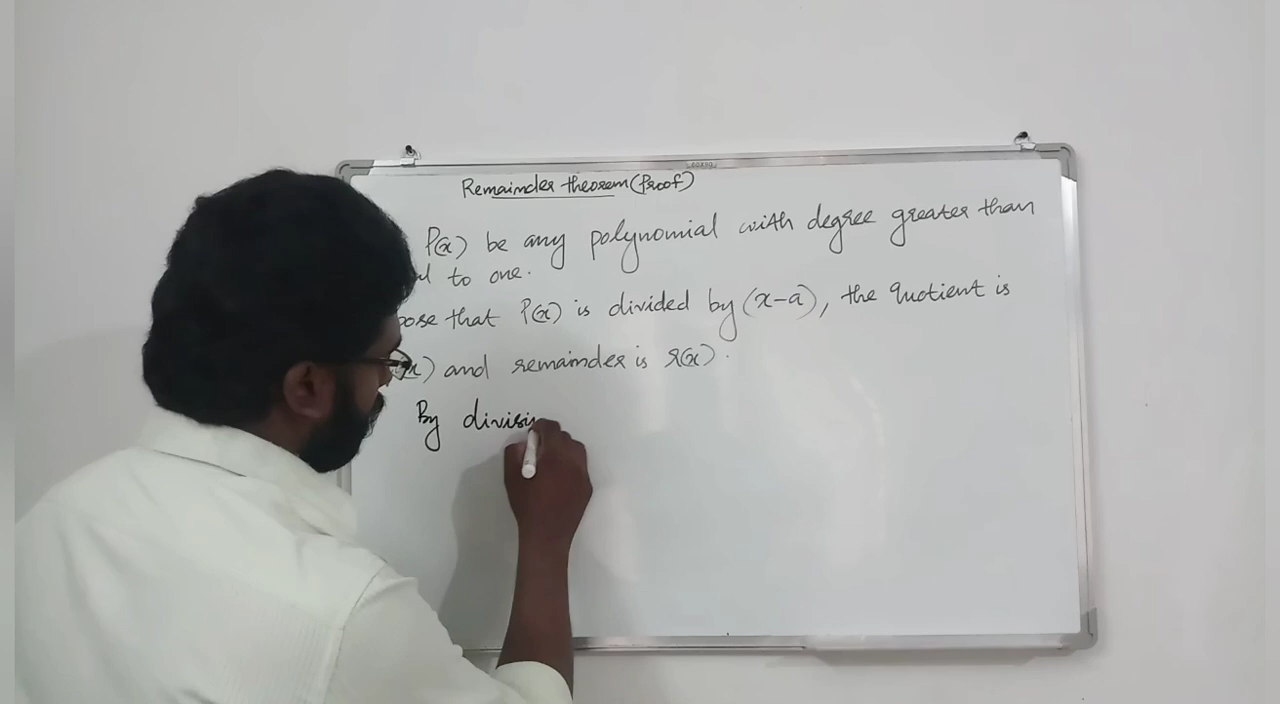 Remainder theorem (Proof)
P(x) be any polynomial with degree greater than
to one.
that P(x) is divided by (x-a), the quotient is
and remainder is r(x).
By divisi